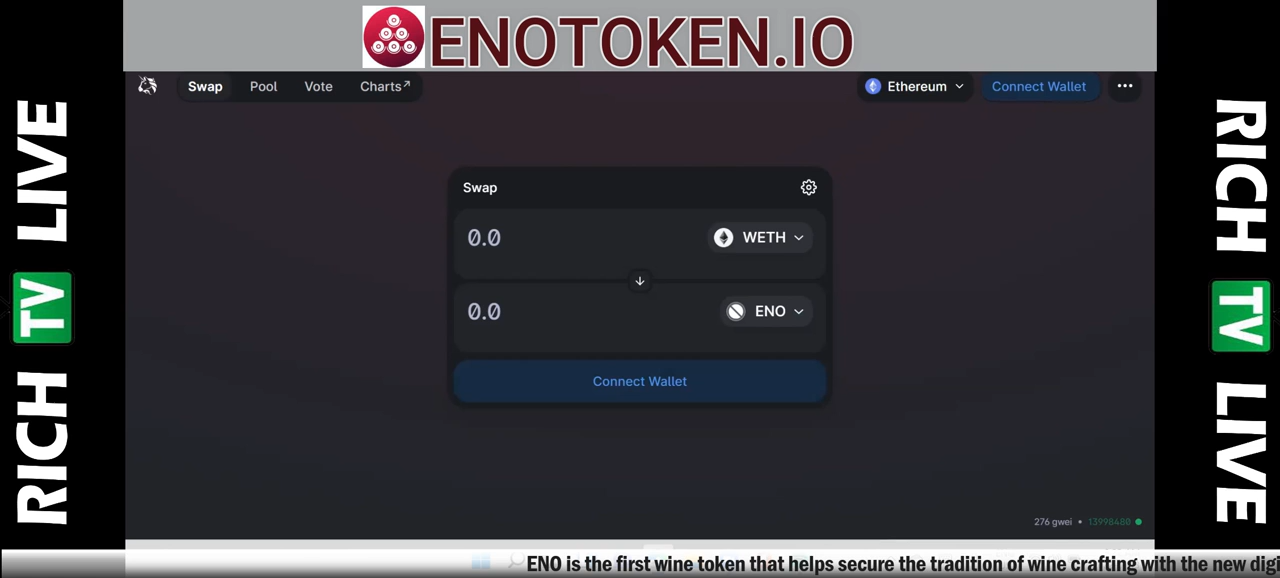 ENOTOKEN.IO
Swap Pool Vote Charts↗ Ethereum Connect Wallet ...
Swap
0.0 WETH
0.0 ENO
Connect Wallet
276 gwei • 13998480
ENO is the first wine token that helps secure the tradition of wine crafting with the new digi
RICH TV LIVE
RICH TV LIVE